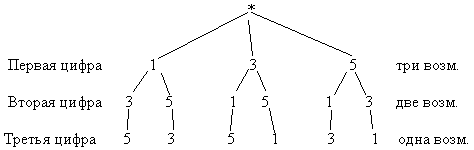 *
Первая цифра 1 3 5 три возм.
Вторая цифра 3 5 1 5 1 3 две возм.
Третья цифра 5 3 5 1 3 1 одна возм.